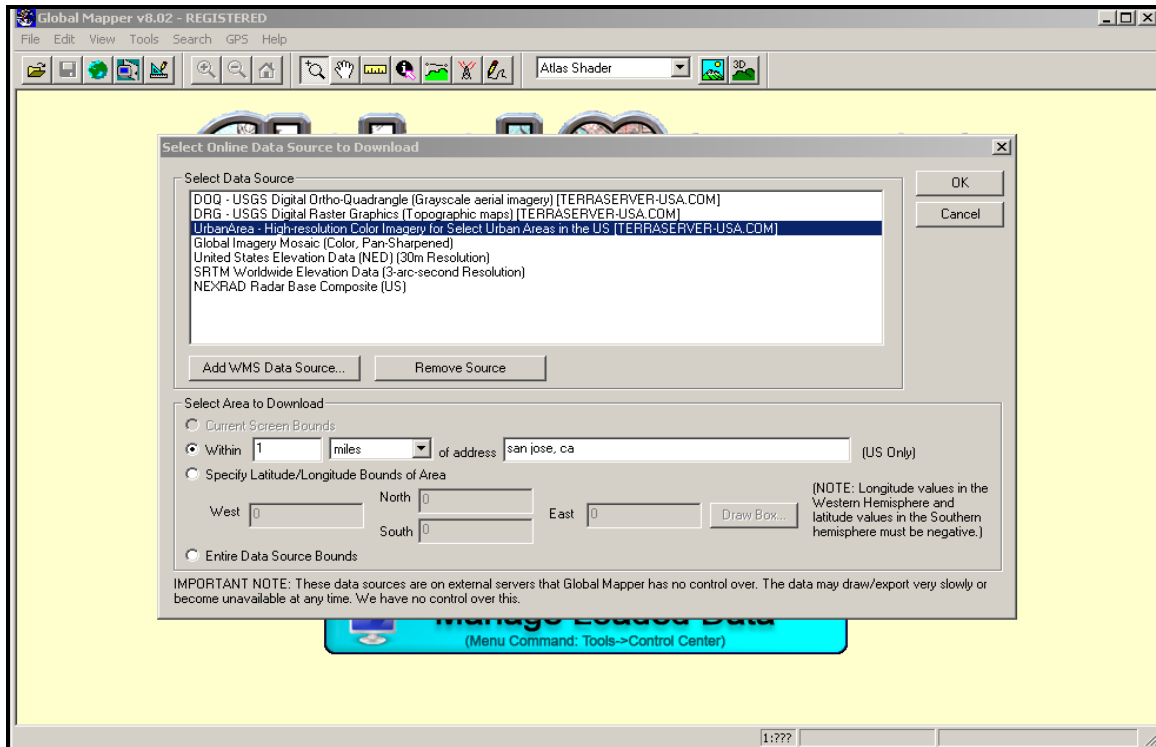 Global Mapper v8.02 - REGISTERED
File Edit View Tools Search GPS Help
Atlas Shader
3D
Select Online Data Source to Download
Select Data Source
DOQ - USGS Digital Ortho-Quadrangle (Grayscale aerial imagery) [TERRASERVER-USA.COM]
DRG - USGS Digital Raster Graphics (Topographic maps) [TERRASERVER-USA.COM]
UrbanArea - High-resolution Color Imagery for Select Urban Areas in the US [TERRASERVER-USA.COM]
Global Imagery Mosaic (Color, Pan-Sharpened)
United States Elevation Data (NED) (30m Resolution)
SRTM Worldwide Elevation Data (3-arc-second Resolution)
NEXRAD Radar Base Composite (US)
OK
Cancel
Add WMS Data Source...
Remove Source
Select Area to Download
Current Screen Bounds
Within 1 miles of address san jose, ca (US Only)
Specify Latitude/Longitude Bounds of Area
West 0
North 0
South 0
East 0
Draw Box...
(NOTE: Longitude values in the
Western Hemisphere and
latitude values in the Southern
hemisphere must be negative.)
Entire Data Source Bounds
IMPORTANT NOTE: These data sources are on external servers that Global Mapper has no control over. The data may draw/export very slowly or
become unavailable at any time. We have no control over this.
Manage Loaded Data
(Menu Command: Tools->Control Center)
1:???